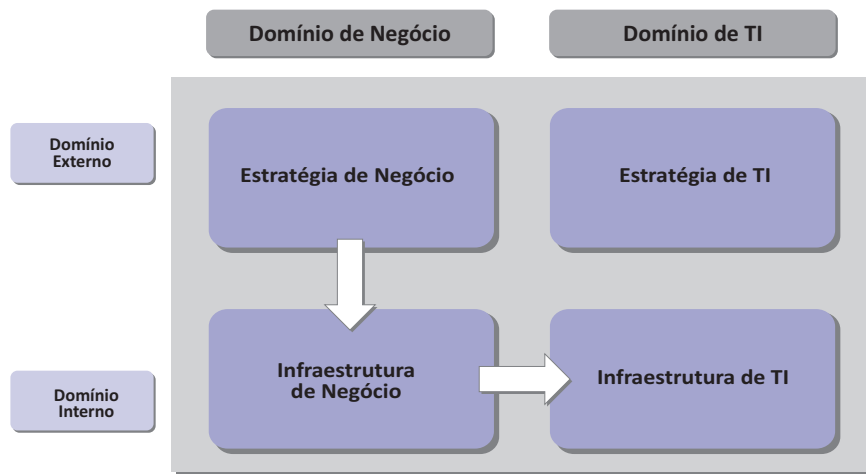 Domínio de Negócio
Domínio de TI
Domínio
Externo
Estratégia de Negócio
Estratégia de TI
Domínio
Interno
Infraestrutura
de Negócio
Infraestrutura de TI